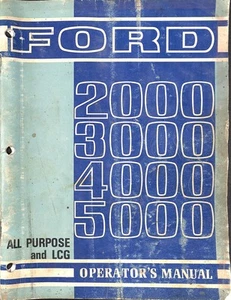 FORD
2000
3000
4000
5000
ALL PURPOSE
and LCG
OPERATOR'S MANUAL